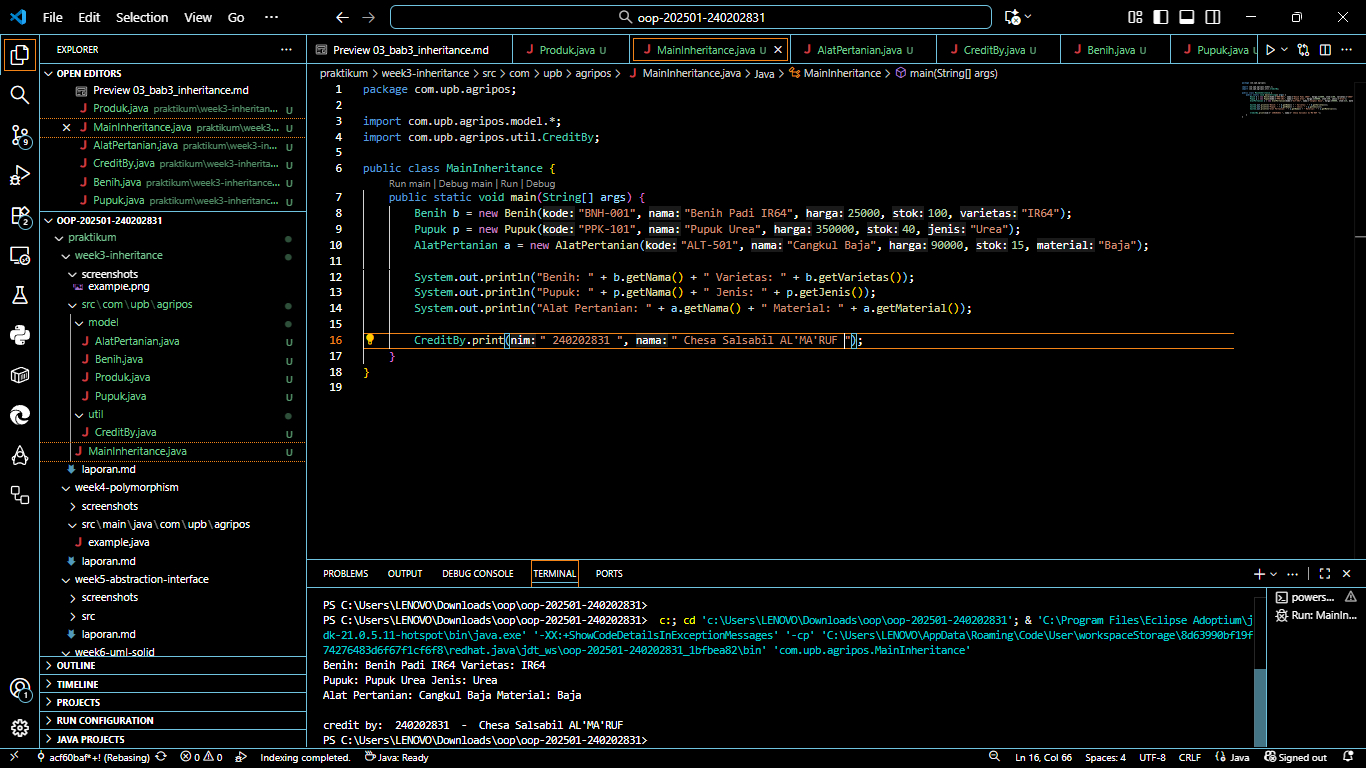 File Edit Selection View Go ··· oop-202501-240202831
EXPLORER ···
OPEN EDITORS
Preview 03_bab3_inheritance.md
Produk.java praktikum\week3-inheritan... U
MainInheritance.java praktikum\week3... U
AlatPertanian.java praktikum\week3-in... U
CreditBy.java praktikum\week3-inherita... U
Benih.java praktikum\week3-inheritance... U
Pupuk.java praktikum\week3-inheritanc... U
OOP-202501-240202831
praktikum
week3-inheritance
screenshots
example.png
src\com\upb\agripos
model
AlatPertanian.java U
Benih.java U
Produk.java U
Pupuk.java U
util
CreditBy.java U
MainInheritance.java U
laporan.md
week4-polymorphism
screenshots
src\main\java\com\upb\agripos
example.java
laporan.md
week5-abstraction-interface
screenshots
src
laporan.md
week6-uml-solid
OUTLINE
TIMELINE
PROJECTS
RUN CONFIGURATION
JAVA PROJECTS
9
2
1
Preview 03_bab3_inheritance.md Produk.java U MainInheritance.java U AlatPertanian.java U CreditBy.java U Benih.java U Pupuk.java U ···
praktikum > week3-inheritance > src > com > upb > agripos > MainInheritance.java > Java > MainInheritance > main(String[] args)
1 package com.upb.agripos;
2
3 import com.upb.agripos.model.*;
4 import com.upb.agripos.util.CreditBy;
5
6 public class MainInheritance {
Run main | Debug main | Run | Debug
7 public static void main(String[] args) {
8 Benih b = new Benih(kode: "BNH-001", nama: "Benih Padi IR64", harga: 25000, stok: 100, varietas: "IR64");
9 Pupuk p = new Pupuk(kode: "PPK-101", nama: "Pupuk Urea", harga: 350000, stok: 40, jenis: "Urea");
10 AlatPertanian a = new AlatPertanian(kode: "ALT-501", nama: "Cangkul Baja", harga: 90000, stok: 15, material: "Baja");
11
12 System.out.println("Benih: " + b.getNama() + " Varietas: " + b.getVarietas());
13 System.out.println("Pupuk: " + p.getNama() + " Jenis: " + p.getJenis());
14 System.out.println("Alat Pertanian: " + a.getNama() + " Material: " + a.getMaterial());
15
16 CreditBy.print(nim: " 240202831 ", nama: " Chesa Salsabil AL'MA'RUF ");
17 }
18 }
19
PROBLEMS OUTPUT DEBUG CONSOLE TERMINAL PORTS
PS C:\Users\LENOVO\Downloads\oop\oop-202501-240202831>
PS C:\Users\LENOVO\Downloads\oop\oop-202501-240202831> c:; cd 'c:\Users\LENOVO\Downloads\oop\oop-202501-240202831'; & 'C:\Program Files\Eclipse Adoptium\j
dk-21.0.5.11-hotspot\bin\java.exe' '-XX:+ShowCodeDetailsInExceptionMessages' '-cp' 'C:\Users\LENOVO\AppData\Roaming\Code\User\workspaceStorage\8d63990bf19f
74276483d6f67f1cf6f8\redhat.java\jdt_ws\oop-202501-240202831_1bfbea82\bin' 'com.upb.agripos.MainInheritance'
Benih: Benih Padi IR64 Varietas: IR64
Pupuk: Pupuk Urea Jenis: Urea
Alat Pertanian: Cangkul Baja Material: Baja
credit by: 240202831 - Chesa Salsabil AL'MA'RUF
PS C:\Users\LENOVO\Downloads\oop\oop-202501-240202831>
powers...
Run: MainIn...
acf60baf*+! (Rebasing) 0 0 Indexing completed. Java: Ready Ln 16, Col 66 Spaces: 4 UTF-8 CRLF Java Signed out